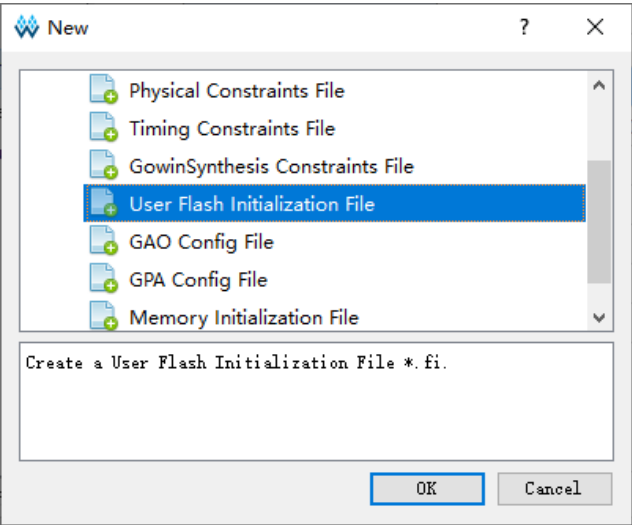 New
Physical Constraints File
Timing Constraints File
GowinSynthesis Constraints File
User Flash Initialization File
GAO Config File
GPA Config File
Memory Initialization File
Create a User Flash Initialization File *.fi.
OK Cancel